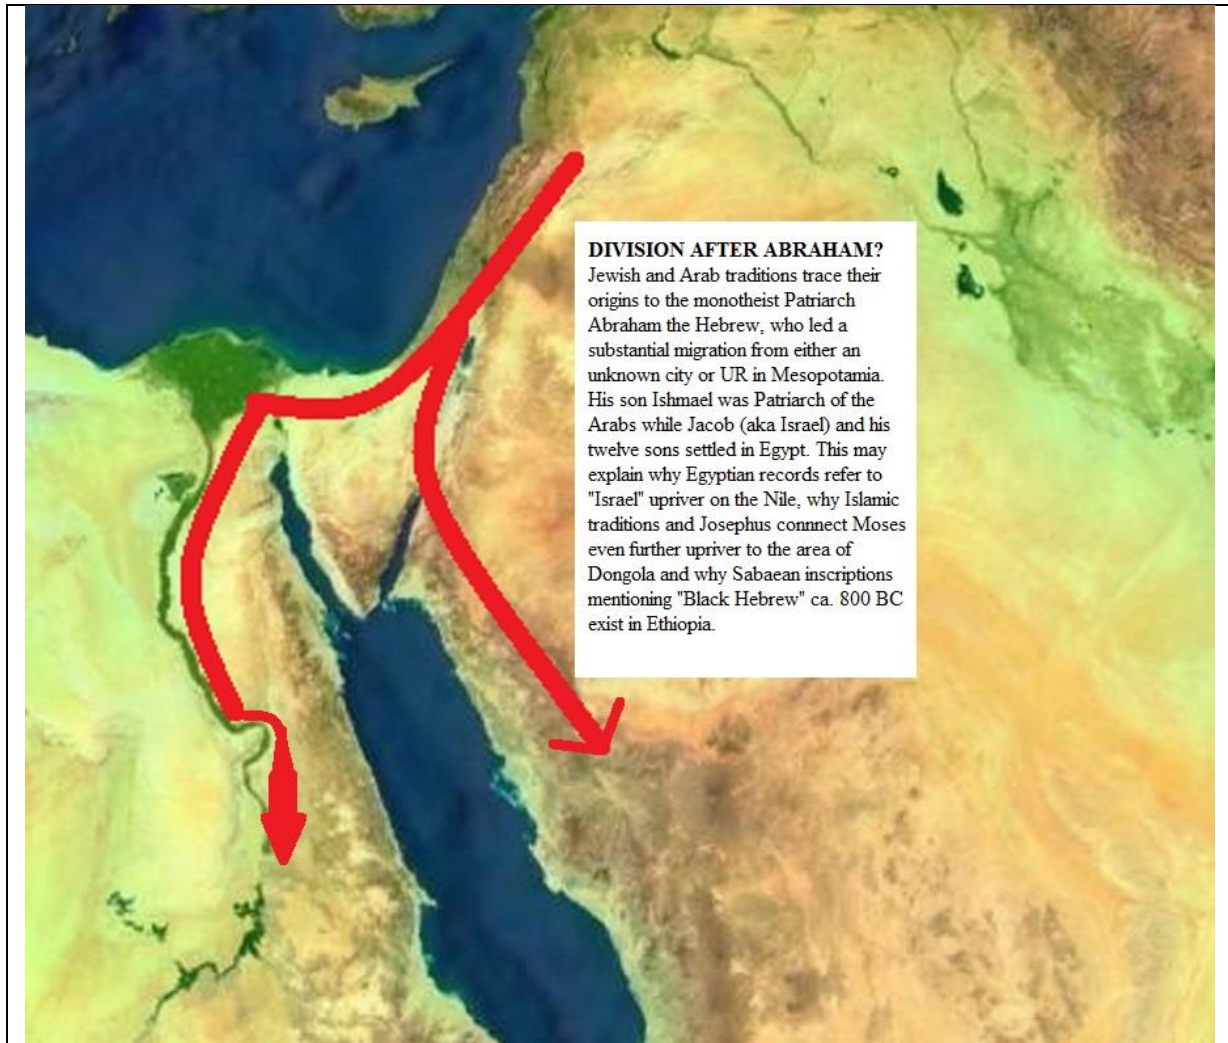 DIVISION AFTER ABRAHAM?
Jewish and Arab traditions trace their
origins to the monotheist Patriarch
Abraham the Hebrew, who led a
substantial migration from either an
unknown city or UR in Mesopotamia.
His son Ishmael was Patriarch of the
Arabs while Jacob (aka Israel) and his
twelve sons settled in Egypt. This may
explain why Egyptian records refer to
"Israel" upriver on the Nile, why Islamic
traditions and Josephus connnect Moses
even further upriver to the area of
Dongola and why Sabaean inscriptions
mentioning "Black Hebrew" ca. 800 BC
exist in Ethiopia.